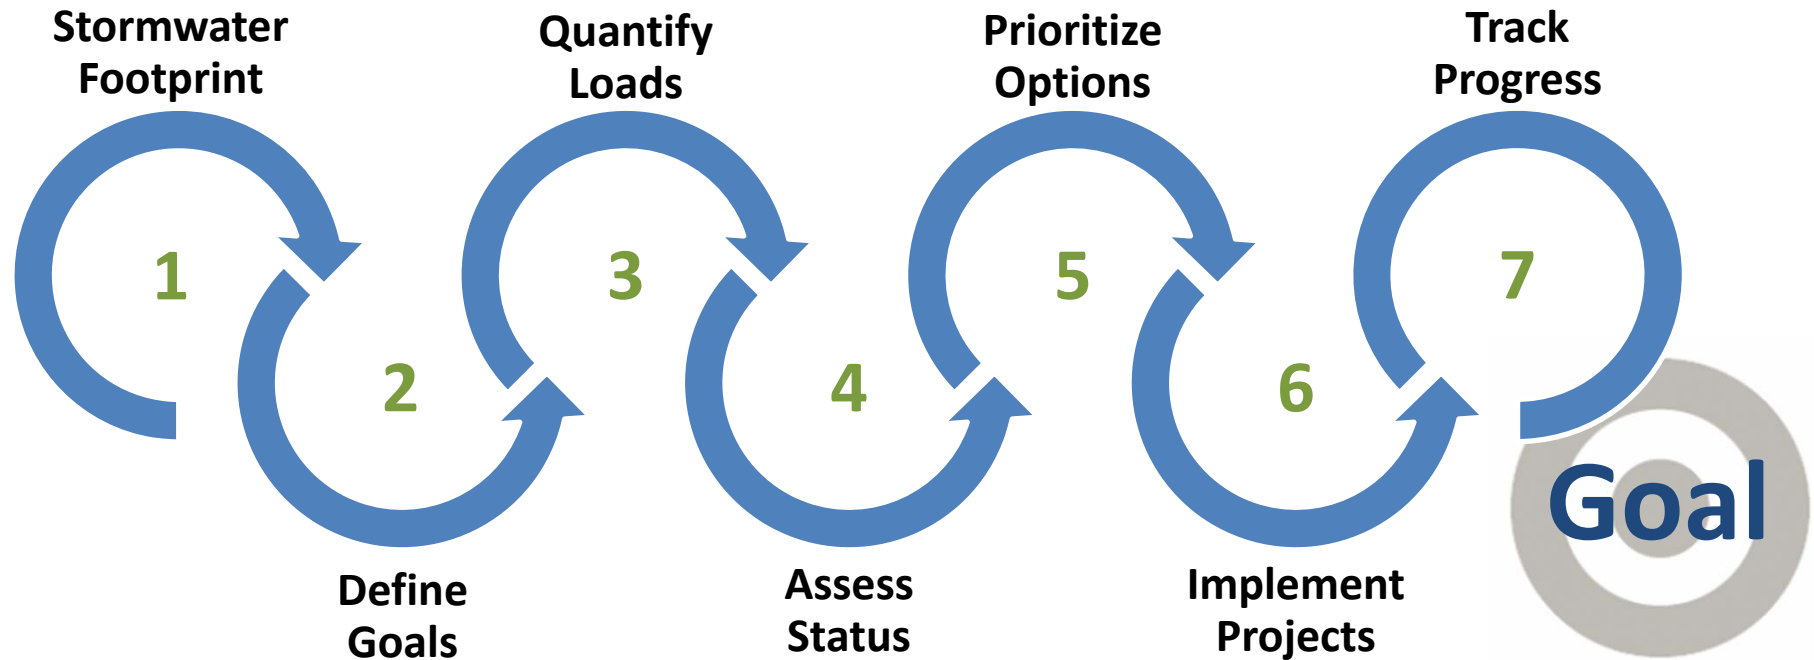 Stormwater
Footprint
1
Define
Goals
2
Quantify
Loads
3
Assess
Status
4
Prioritize
Options
5
Implement
Projects
6
Track
Progress
7
Goal